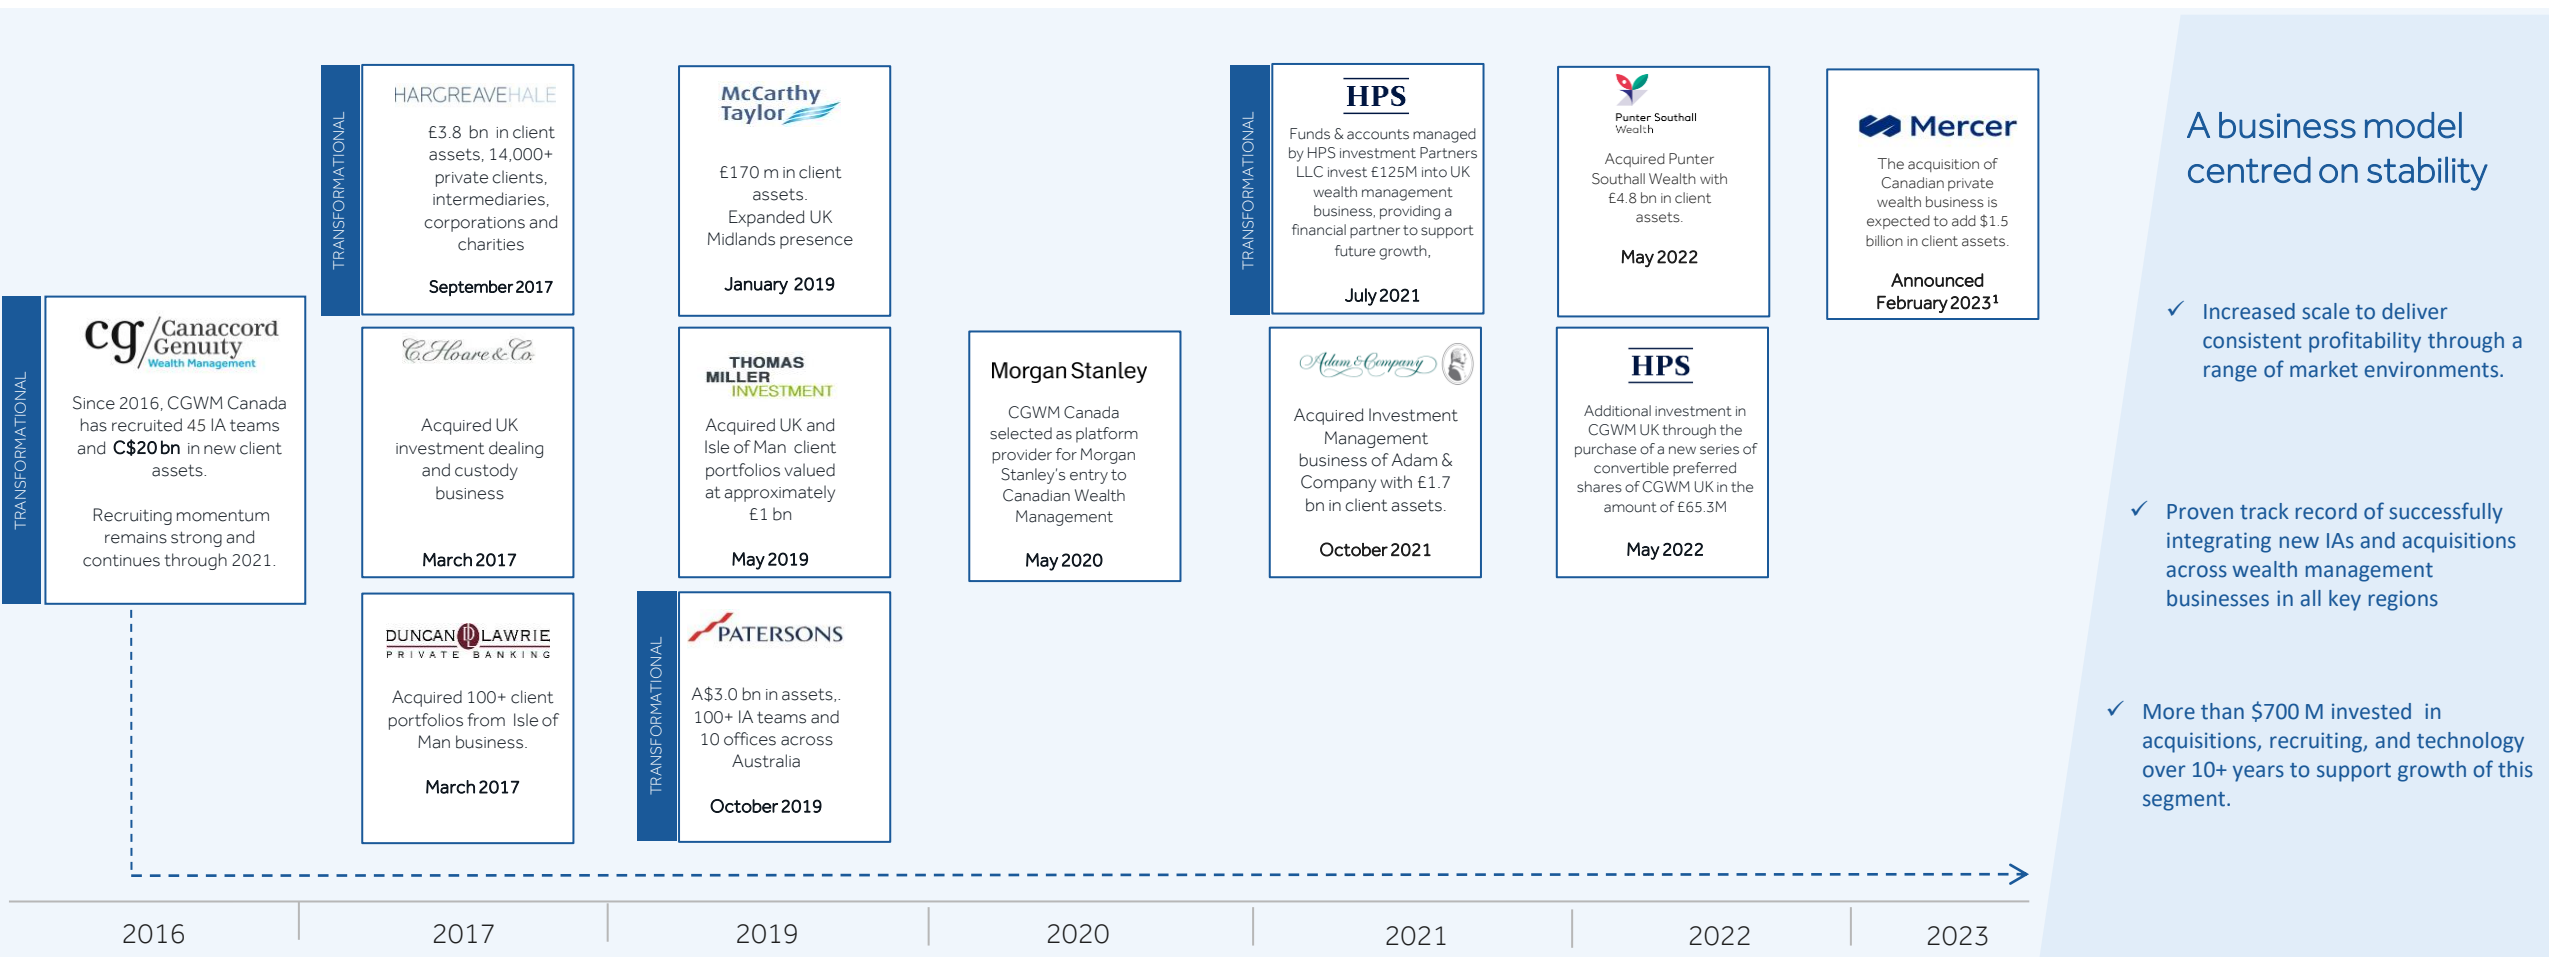 TRANSFORMATIONAL
cg/Canaccord
Genuity
Wealth Management
Since 2016, CGWM Canada
has recruited 45 IA teams
and C$20 bn in new client
assets.
Recruiting momentum
remains strong and
continues through 2021.
TRANSFORMATIONAL
HARGREAVEHALE
£3.8 bn in client
assets, 14,000+
private clients,
intermediaries,
corporations and
charities
September 2017
C. Hoare & Co.
Acquired UK
investment dealing
and custody
business
March 2017
DUNCAN DL LAWRIE
PRIVATE BANKING
Acquired 100+ client
portfolios from Isle of
Man business.
March 2017
McCarthy
Taylor
£170 m in client
assets.
Expanded UK
Midlands presence
January 2019
THOMAS
MILLER
INVESTMENT
Acquired UK and
Isle of Man client
portfolios valued
at approximately
£1 bn
May 2019
TRANSFORMATIONAL
PATERSONS
A$3.0 bn in assets,.
100+ IA teams and
10 offices across
Australia
October 2019
Morgan Stanley
CGWM Canada
selected as platform
provider for Morgan
Stanley's entry to
Canadian Wealth
Management
May 2020
TRANSFORMATIONAL
HPS
Funds & accounts managed
by HPS investment Partners
LLC invest £125M into UK
wealth management
business, providing a
financial partner to support
future growth,
July 2021
Adam & Company
Acquired Investment
Management
business of Adam &
Company with £1.7
bn in client assets.
October 2021
Punter Southall
Wealth
Acquired Punter
Southall Wealth with
£4.8 bn in client
assets.
May 2022
HPS
Additional investment in
CGWM UK through the
purchase of a new series of
convertible preferred
shares of CGWM UK in the
amount of £65.3M
May 2022
Mercer
The acquisition of
Canadian private
wealth business is
expected to add $1.5
billion in client assets.
Announced
February 2023¹
2016
2017
2019
2020
2021
2022
2023
A business model
centred on stability
✓ Increased scale to deliver
consistent profitability through a
range of market environments.
✓ Proven track record of successfully
integrating new IAs and acquisitions
across wealth management
businesses in all key regions
✓ More than $700 M invested in
acquisitions, recruiting, and technology
over 10+ years to support growth of this
segment.